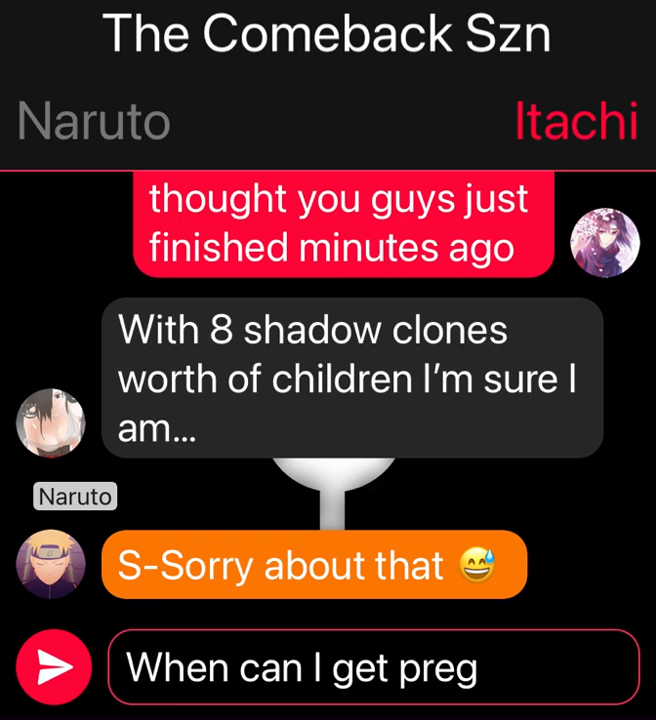 The Comeback Szn
Naruto
Itachi
thought you guys just
finished minutes ago
With 8 shadow clones
worth of children I'm sure I
am...
Naruto
S-Sorry about that 😅
When can I get preg